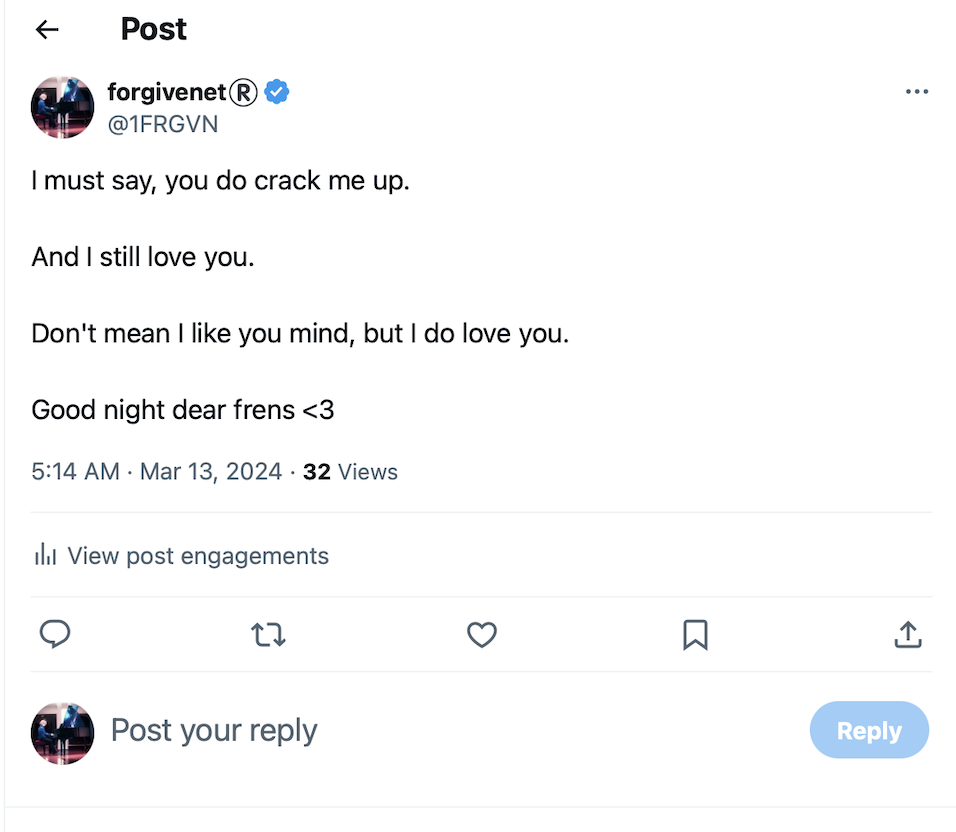 Post
forgivenet®
@1FRGVN
I must say, you do crack me up.
And I still love you.
Don't mean I like you mind, but I do love you.
Good night dear frens <3
5:14 AM · Mar 13, 2024 · 32 Views
View post engagements
Post your reply
Reply